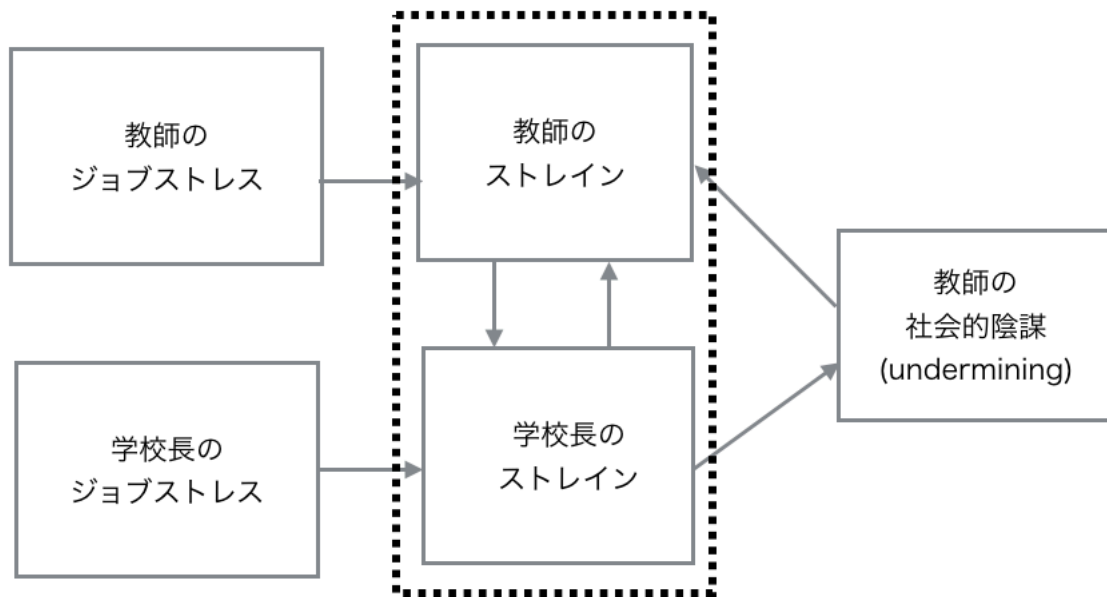 教師の
ジョブストレス
教師の
ストレイン
教師の
社会的陰謀
(undermining)
学校長の
ジョブストレス
学校長の
ストレイン